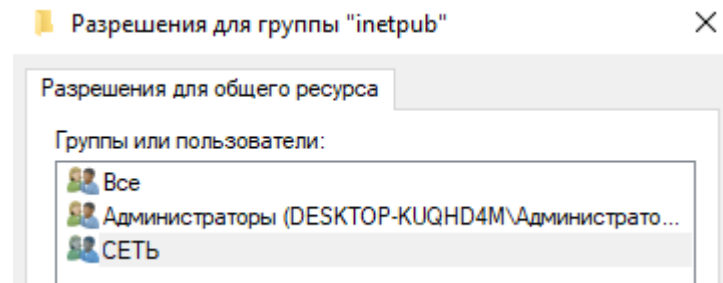 Разрешения для группы "inetpub"
Разрешения для общего ресурса
Группы или пользователи:
Все
Администраторы (DESKTOP-KUQHD4M\Администрато...
СЕТЬ